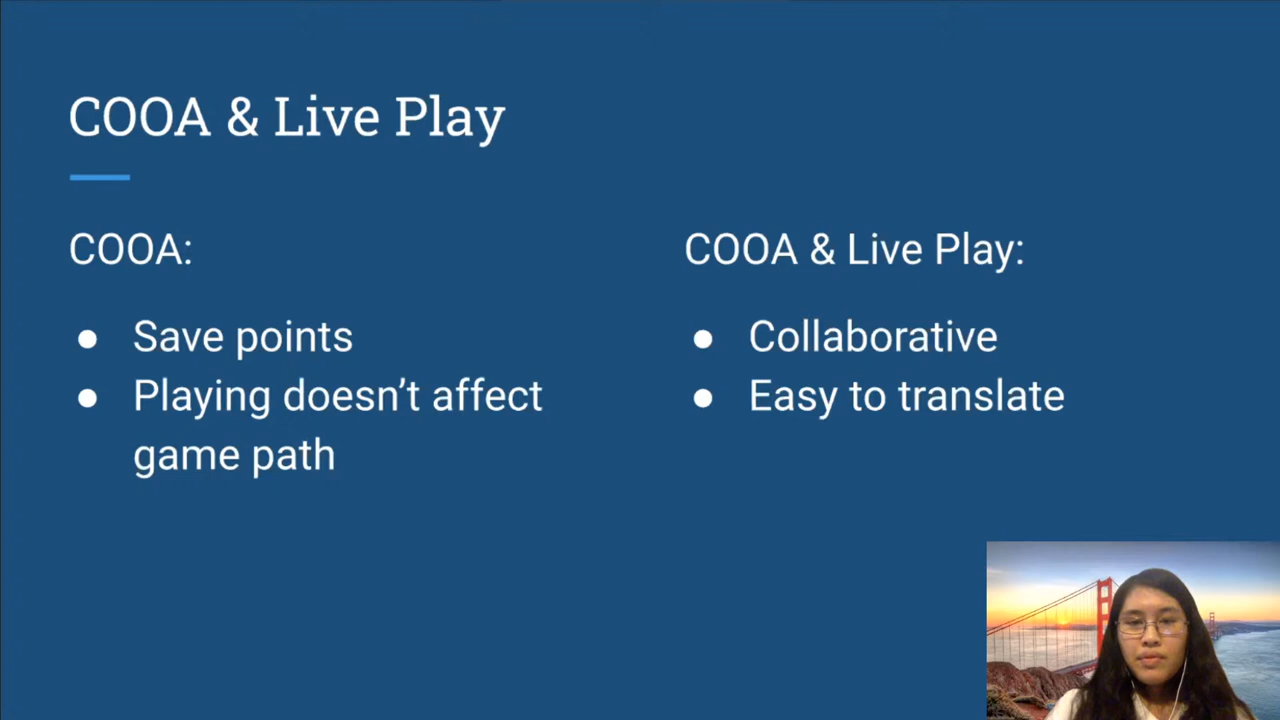 COOA & Live Play
COOA:
● Save points
● Playing doesn’t affect
game path
COOA & Live Play:
● Collaborative
● Easy to translate